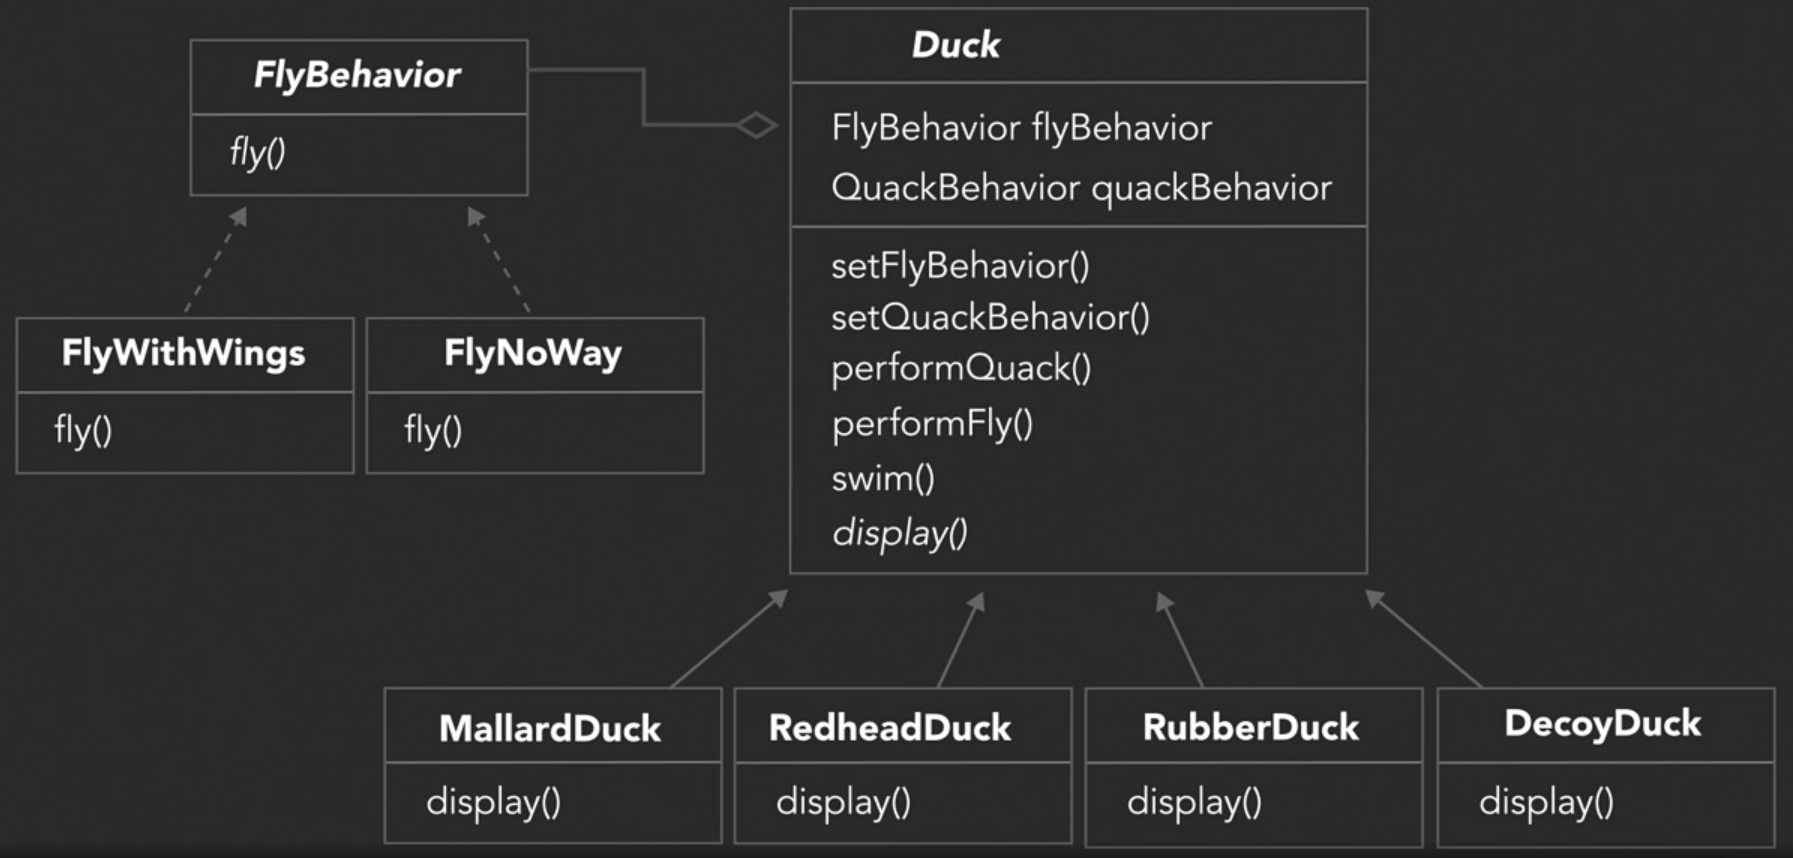 FlyBehavior
fly()
FlyWithWings
fly()
FlyNoWay
fly()
Duck
FlyBehavior flyBehavior
QuackBehavior quackBehavior
setFlyBehavior()
setQuackBehavior()
performQuack()
performFly()
swim()
display()
MallardDuck
display()
RedheadDuck
display()
RubberDuck
display()
DecoyDuck
display()